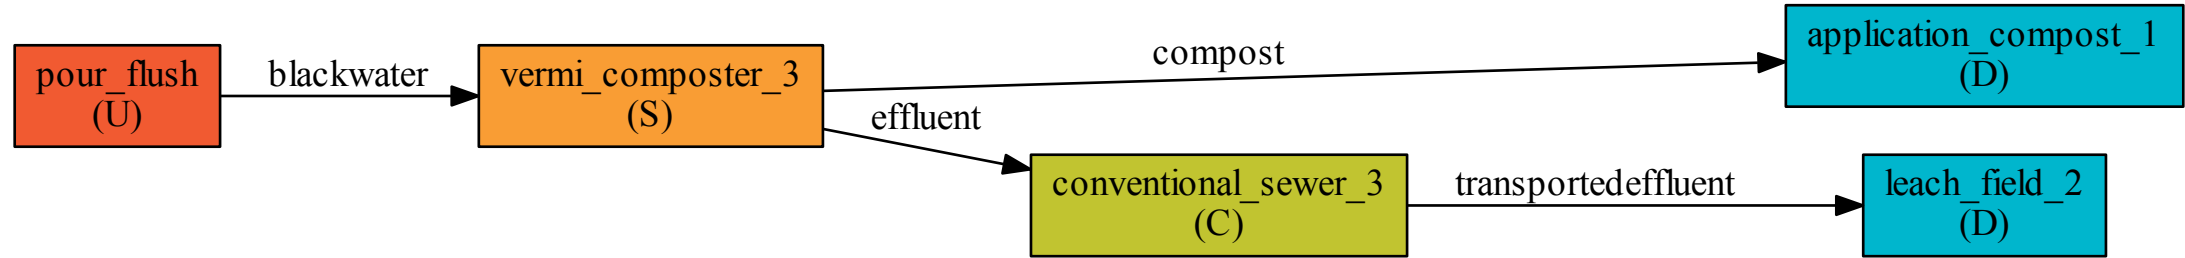 pour_flush
(U)
blackwater
vermi_composter_3
(S)
compost
effluent
application_compost_1
(D)
conventional_sewer_3
(C)
transportedeffluent
leach_field_2
(D)